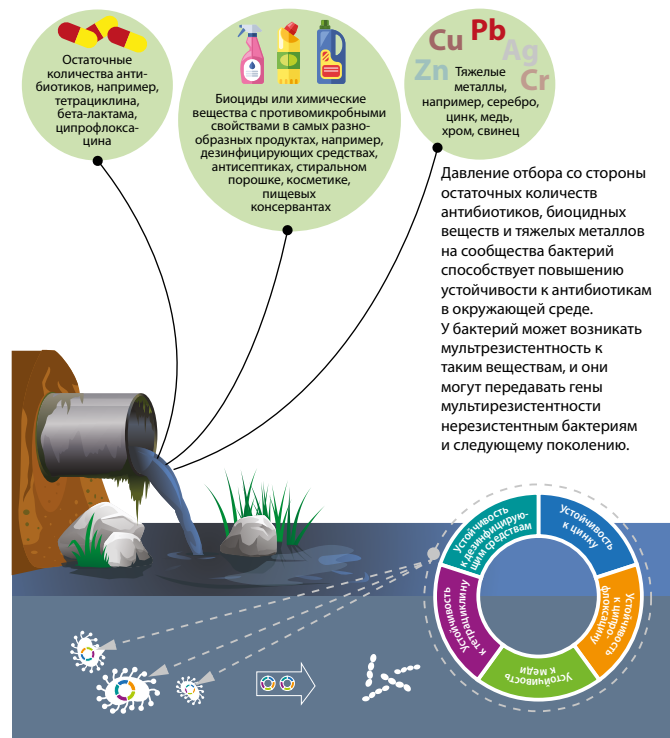 Остаточные
количества анти-
биотиков, например,
тетрациклина,
бета-лактама,
ципрофлокса-
цина
Биоциды или химические
вещества с противомикробными
свойствами в самых разно-
образных продуктах, например,
дезинфицирующих средствах,
антисептиках, стиральном
порошке, косметике,
пищевых
консервантах
Cu Pb Ag
Zn Cr
Тяжелые
металлы,
например, серебро,
цинк, медь,
хром, свинец
Давление отбора со стороны
остаточных количеств
антибиотиков, биоцидных
веществ и тяжелых металлов
на сообщества бактерий
способствует повышению
устойчивости к антибиотикам
в окружающей среде.
У бактерий может возникать
мультрезистентность к
таким веществам, и они
могут передавать гены
мультирезистентности
нерезистентным бактериям
и следующему поколению.
Устойчивость
к дезинфицирую-
щим средствам
Устойчивость
к цинку
Устойчивость
к ципро-
флоксацину
Устойчивость
к меди
Устойчивость
к тетрациклину